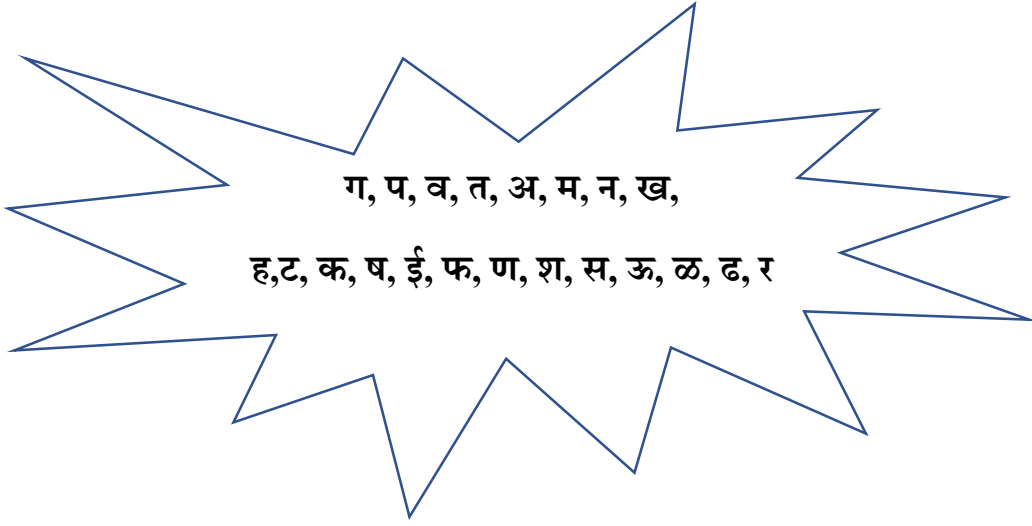 ग, प, व, त, अ, म, न, ख,
ह,ट, क, ष, ई, फ, ण, श, स, ऊ, ळ, ढ, र